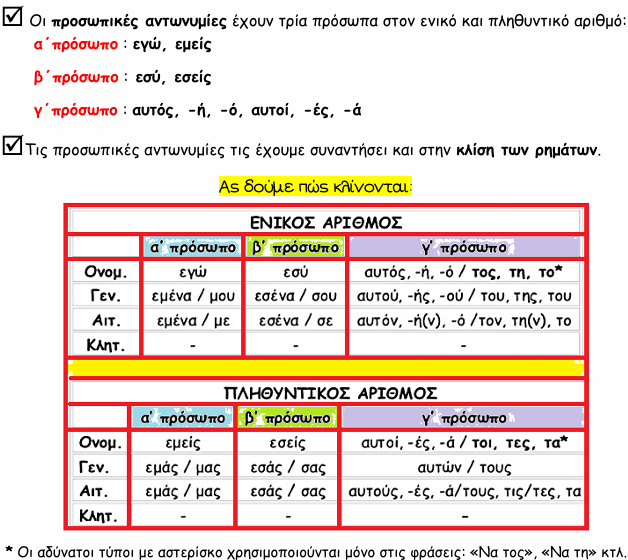 Οι προσωπικές αντωνυμίες έχουν τρία πρόσωπα στον ενικό και πληθυντικό αριθμό:
α΄πρόσωπο : εγώ, εμείς
β΄πρόσωπο : εσύ, εσείς
γ΄πρόσωπο : αυτός, -ή, -ό, αυτοί, -ές, -ά
Τις προσωπικές αντωνυμίες τις έχουμε συναντήσει και στην κλίση των ρημάτων.
Ας δούμε πώς κλίνονται:
ΕΝΙΚΟΣ ΑΡΙΘΜΟΣ
α΄ πρόσωπο β΄ πρόσωπο γ΄ πρόσωπο
Ονομ. εγώ εσύ αυτός, -ή, -ό / τος, τη, το*
Γεν. εμένα / μου εσένα / σου αυτού, -ής, -ού / του, της, του
Αιτ. εμένα / με εσένα / σε αυτόν, -ή(ν), -ό /τον, τη(ν), το
Κλητ. - - -
ΠΛΗΘΥΝΤΙΚΟΣ ΑΡΙΘΜΟΣ
α΄ πρόσωπο β΄ πρόσωπο γ΄ πρόσωπο
Ονομ. εμείς εσείς αυτοί, -ές, -ά / τοι, τες, τα*
Γεν. εμάς / μας εσάς / σας αυτών / τους
Αιτ. εμάς / μας εσάς / σας αυτούς, -ές, -ά/τους, τις/τες, τα
Κλητ. - - -
* Οι αδύνατοι τύποι με αστερίσκο χρησιμοποιούνται μόνο στις φράσεις: «Να τος», «Να τη» κτλ.